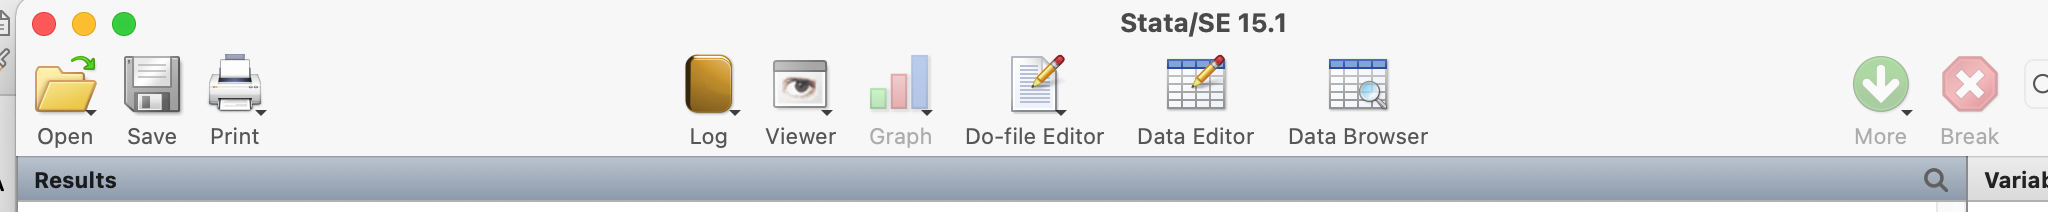 Stata/SE 15.1
Open Save Print Log Viewer Graph Do-file Editor Data Editor Data Browser More Break
Results